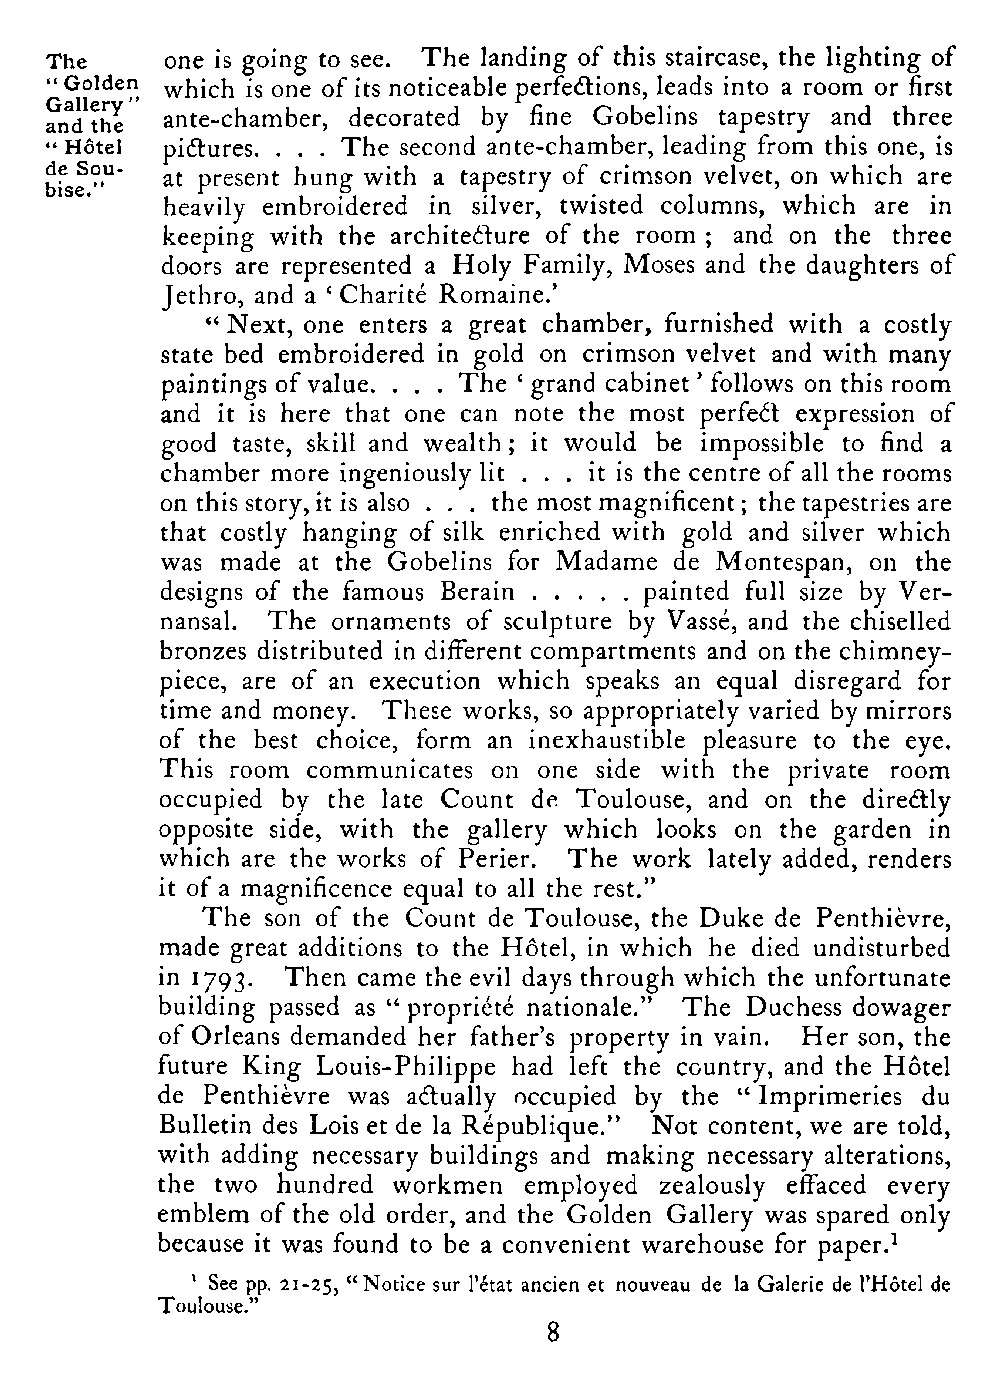 The
“ Golden
Gallery ”
and the
“ Hôtel
de Sou-
bise.”
one is going to see. The landing of this staircase, the lighting of
which is one of its noticeable perfections, leads into a room or first
ante-chamber, decorated by fine Gobelins tapestry and three
pictures. . . . The second ante-chamber, leading from this one, is
at present hung with a tapestry of crimson velvet, on which are
heavily embroidered in silver, twisted columns, which are in
keeping with the architecture of the room ; and on the three
doors are represented a Holy Family, Moses and the daughters of
Jethro, and a ‘ Charité Romaine.’
“ Next, one enters a great chamber, furnished with a costly
state bed embroidered in gold on crimson velvet and with many
paintings of value. . . . The ‘ grand cabinet ’ follows on this room
and it is here that one can note the most perfect expression of
good taste, skill and wealth ; it would be impossible to find a
chamber more ingeniously lit . . . it is the centre of all the rooms
on this story, it is also . . . the most magnificent ; the tapestries are
that costly hanging of silk enriched with gold and silver which
was made at the Gobelins for Madame de Montespan, on the
designs of the famous Berain . . . . . painted full size by Ver-
nansal. The ornaments of sculpture by Vassé, and the chiselled
bronzes distributed in different compartments and on the chimney-
piece, are of an execution which speaks an equal disregard for
time and money. These works, so appropriately varied by mirrors
of the best choice, form an inexhaustible pleasure to the eye.
This room communicates on one side with the private room
occupied by the late Count de Toulouse, and on the directly
opposite side, with the gallery which looks on the garden in
which are the works of Perier. The work lately added, renders
it of a magnificence equal to all the rest.”
The son of the Count de Toulouse, the Duke de Penthièvre,
made great additions to the Hôtel, in which he died undisturbed
in 1793. Then came the evil days through which the unfortunate
building passed as “ propriété nationale.” The Duchess dowager
of Orleans demanded her father’s property in vain. Her son, the
future King Louis-Philippe had left the country, and the Hôtel
de Penthièvre was actually occupied by the “ Imprimeries du
Bulletin des Lois et de la République.” Not content, we are told,
with adding necessary buildings and making necessary alterations,
the two hundred workmen employed zealously effaced every
emblem of the old order, and the Golden Gallery was spared only
because it was found to be a convenient warehouse for paper.¹
¹ See pp. 21-25, “ Notice sur l’état ancien et nouveau de la Galerie de l’Hôtel de
Toulouse.”
8